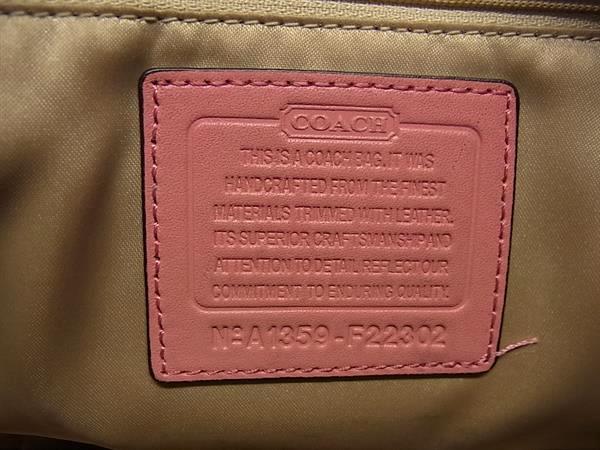 COACH
THIS IS A COACH BAG. IT WAS
HANDCRAFTED FROM THE FINEST
MATERIALS TRIMMED WITH LEATHER.
ITS SUPERIOR CRAFTSMANSHIP AND
ATTENTION TO DETAIL REFLECT OUR
COMMITMENT TO ENDURING QUALITY.
Nº A1359-F22302